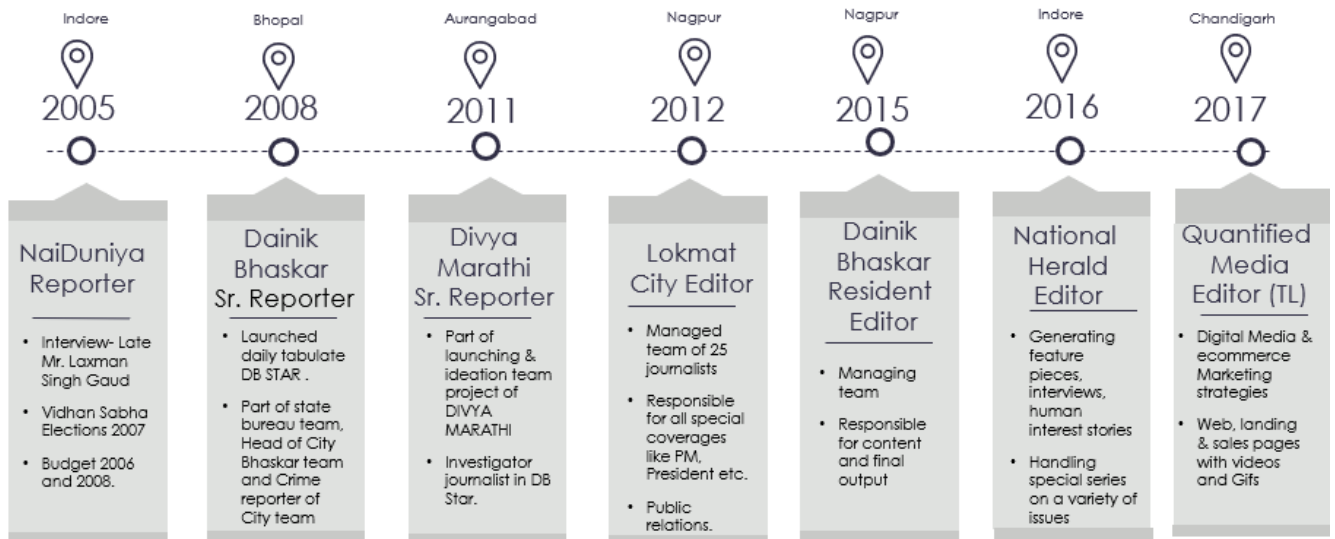 Indore
2005
NaiDuniya
Reporter
• Interview- Late
Mr. Laxman
Singh Gaud
• Vidhan Sabha
Elections 2007
• Budget 2006
and 2008.
Bhopal
2008
Dainik
Bhaskar
Sr. Reporter
• Launched
daily tabulate
DB STAR .
• Part of state
bureau team,
Head of City
Bhaskar team
and Crime
reporter of
City team
Aurangabad
2011
Divya
Marathi
Sr. Reporter
• Part of
launching &
ideation team
project of
DIVYA
MARATHI
• Investigator
journalist in DB
Star.
Nagpur
2012
Lokmat
City Editor
• Managed
team of 25
journalists
• Responsible
for all special
coverages
like PM,
President etc.
• Public
relations.
Nagpur
2015
Dainik
Bhaskar
Resident
Editor
• Managing
team
• Responsible
for content
and final
output
Indore
2016
National
Herald
Editor
• Generating
feature
pieces,
interviews,
human
interest stories
• Handling
special series
on a variety of
issues
Chandigarh
2017
Quantified
Media
Editor (TL)
• Digital Media &
ecommerce
Marketing
strategies
• Web, landing
& sales pages
with videos
and Gifs